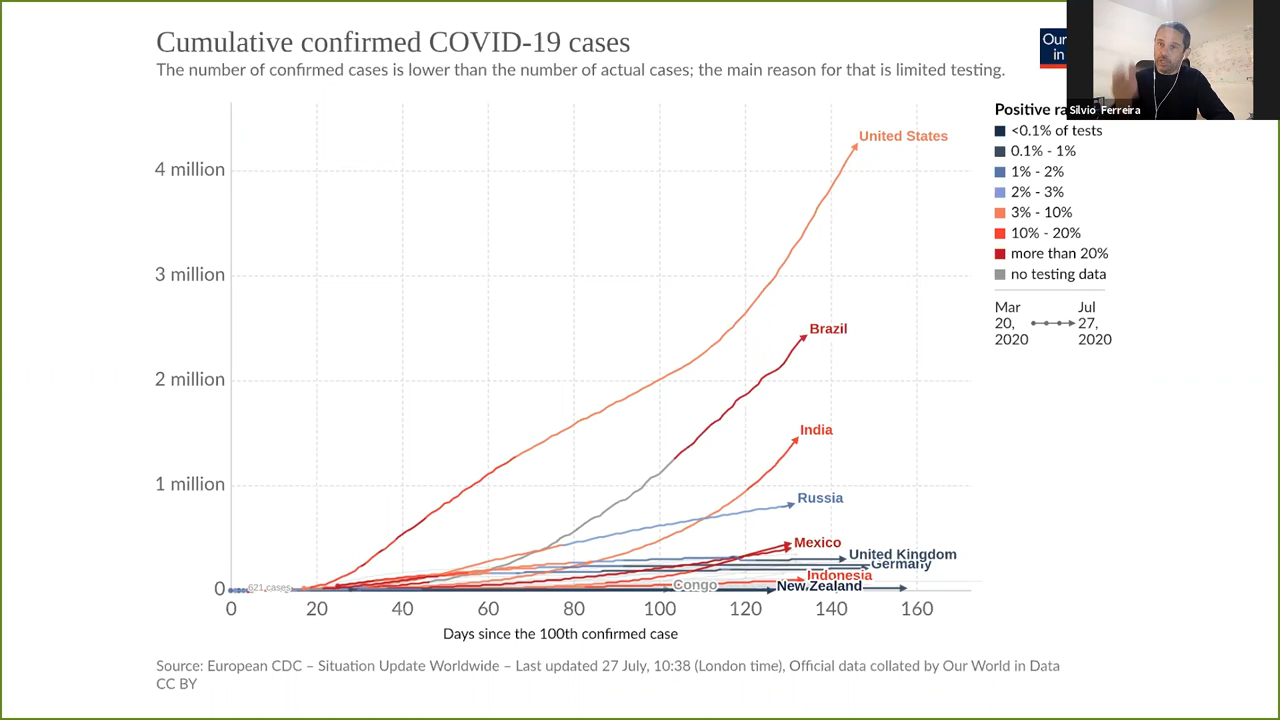 Cumulative confirmed COVID-19 cases
The number of confirmed cases is lower than the number of actual cases; the main reason for that is limited testing.
Our
in
Silvio Ferreira
Positive
<0.1% of tests
0.1% - 1%
1% - 2%
2% - 3%
3% - 10%
10% - 20%
more than 20%
no testing data
Mar
20,
2020
Jul
27,
2020
4 million
3 million
2 million
1 million
0
United States
Brazil
India
Russia
Mexico
United Kingdom
Germany
Indonesia
Congo
New Zealand
621 cases
0 20 40 60 80 100 120 140 160
Days since the 100th confirmed case
Source: European CDC – Situation Update Worldwide – Last updated 27 July, 10:38 (London time), Official data collated by Our World in Data
CC BY